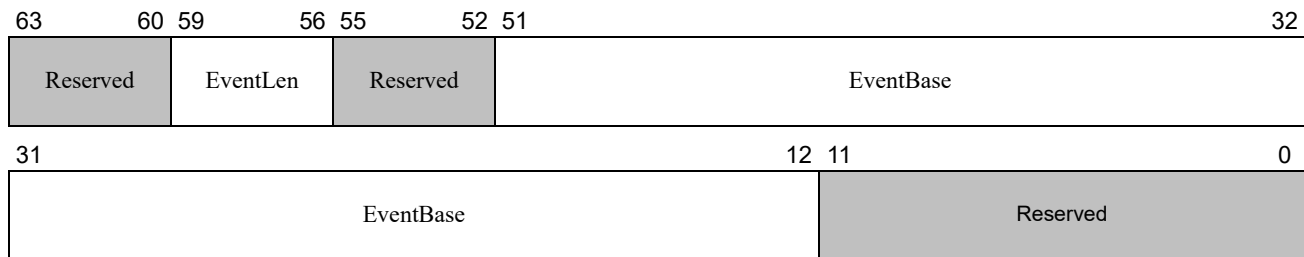 63 60 59 56 55 52 51 32
Reserved EventLen Reserved EventBase
31 12 11 0
EventBase Reserved